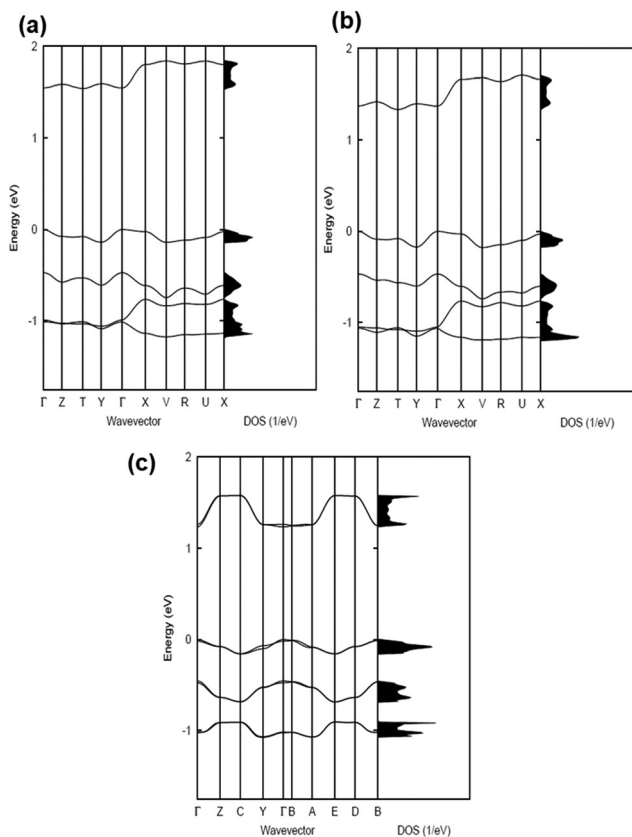 (a)
2
1
0
-1
Energy (eV)
Γ Z T Y Γ X V R U X
Wavevector DOS (1/eV)
(b)
2
1
0
-1
Energy (eV)
Γ Z T Y Γ X V R U X
Wavevector DOS (1/eV)
(c)
2
1
0
-1
Energy (eV)
Γ Z C Y Γ B A E D B
Wavevector DOS (1/eV)